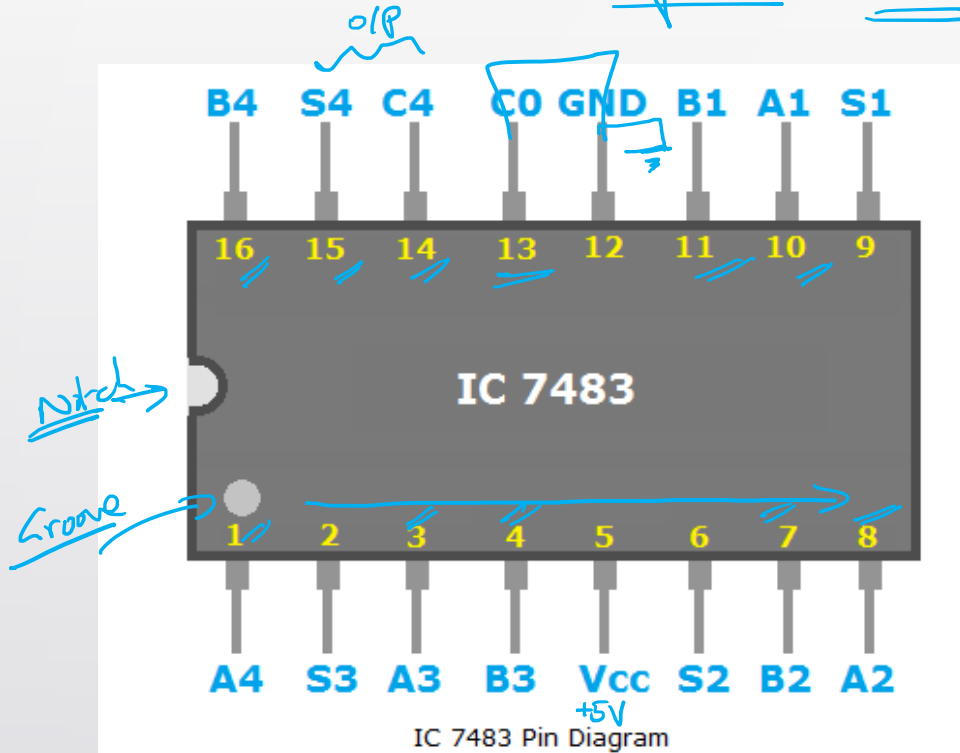 O/P
B4 S4 C4 C0 GND B1 A1 S1
16 15 14 13 12 11 10 9
Notch
IC 7483
Groove
1 2 3 4 5 6 7 8
A4 S3 A3 B3 Vcc S2 B2 A2
+5V
IC 7483 Pin Diagram